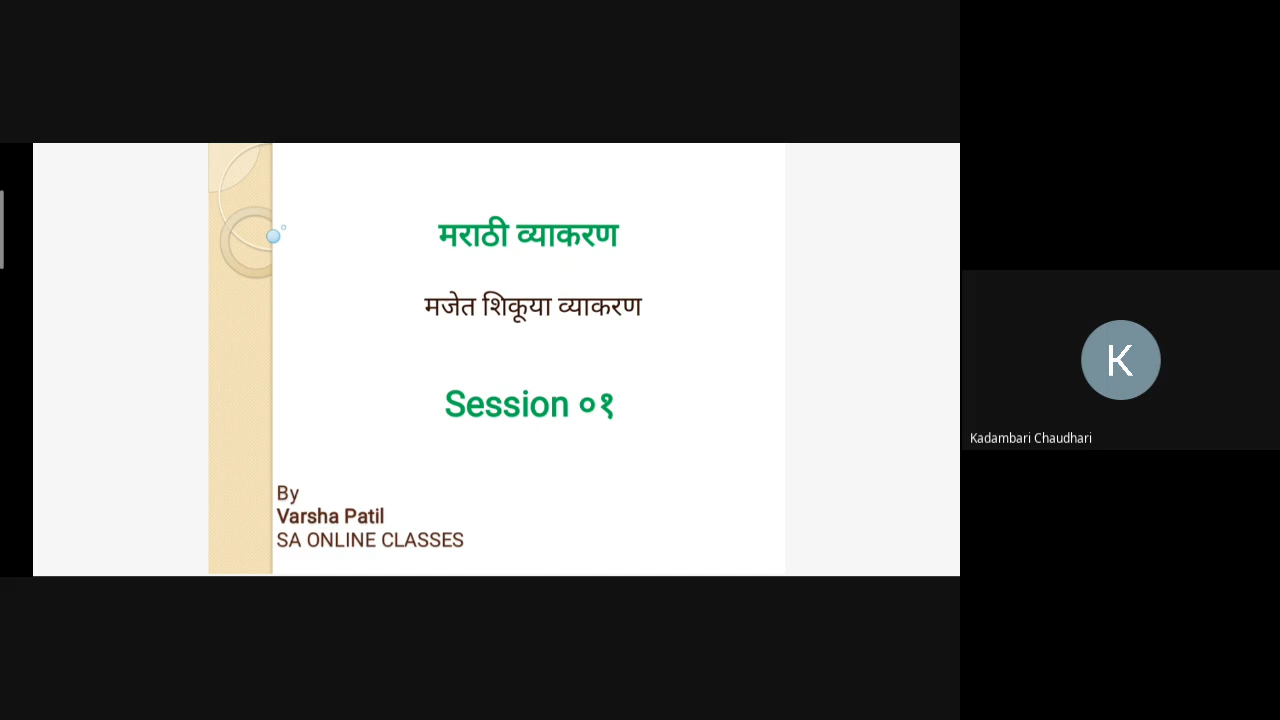 मराठी व्याकरण
मजेत शिकूया व्याकरण
Session ०१
By
Varsha Patil
SA ONLINE CLASSES
K
Kadambari Chaudhari